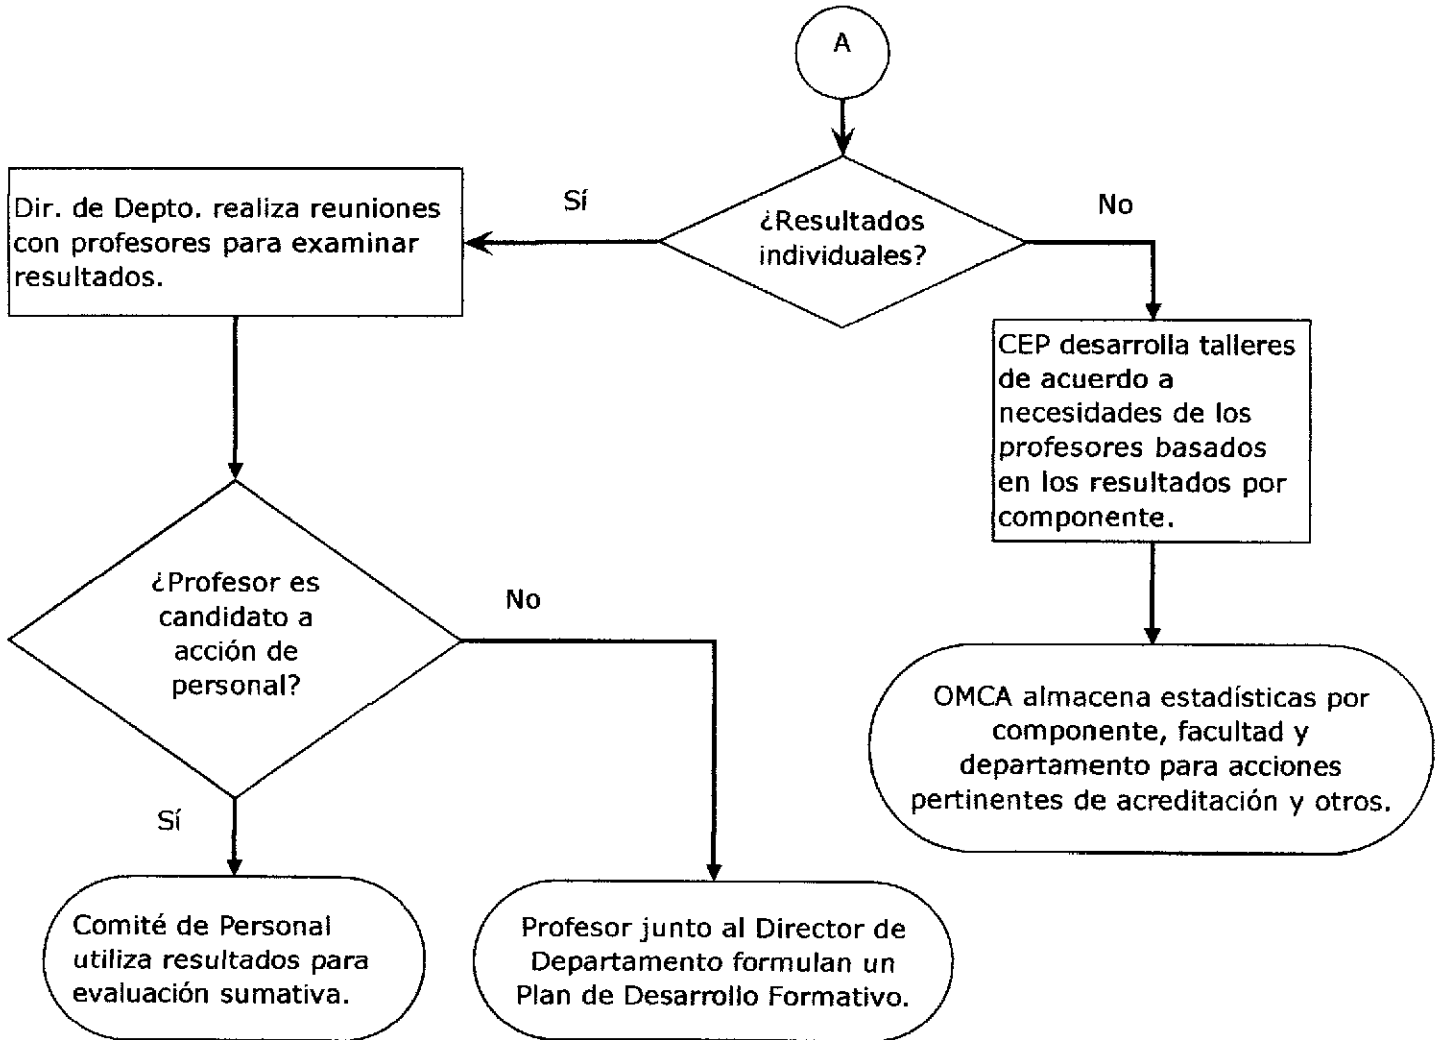 A
¿Resultados
individuales?
Sí
No
Dir. de Depto. realiza reuniones
con profesores para examinar
resultados.
CEP desarrolla talleres
de acuerdo a
necesidades de los
profesores basados
en los resultados por
componente.
¿Profesor es
candidato a
acción de
personal?
No
Sí
OMCA almacena estadísticas por
componente, facultad y
departamento para acciones
pertinentes de acreditación y otros.
Comité de Personal
utiliza resultados para
evaluación sumativa.
Profesor junto al Director de
Departamento formulan un
Plan de Desarrollo Formativo.